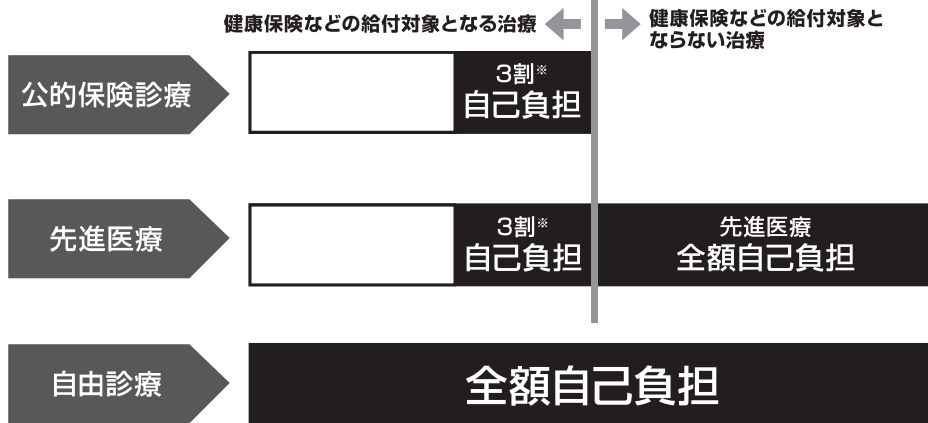 健康保険などの給付対象となる治療
健康保険などの給付対象と
ならない治療
公的保険診療
3割※
自己負担
先進医療
3割※
自己負担
先進医療
全額自己負担
自由診療
全額自己負担